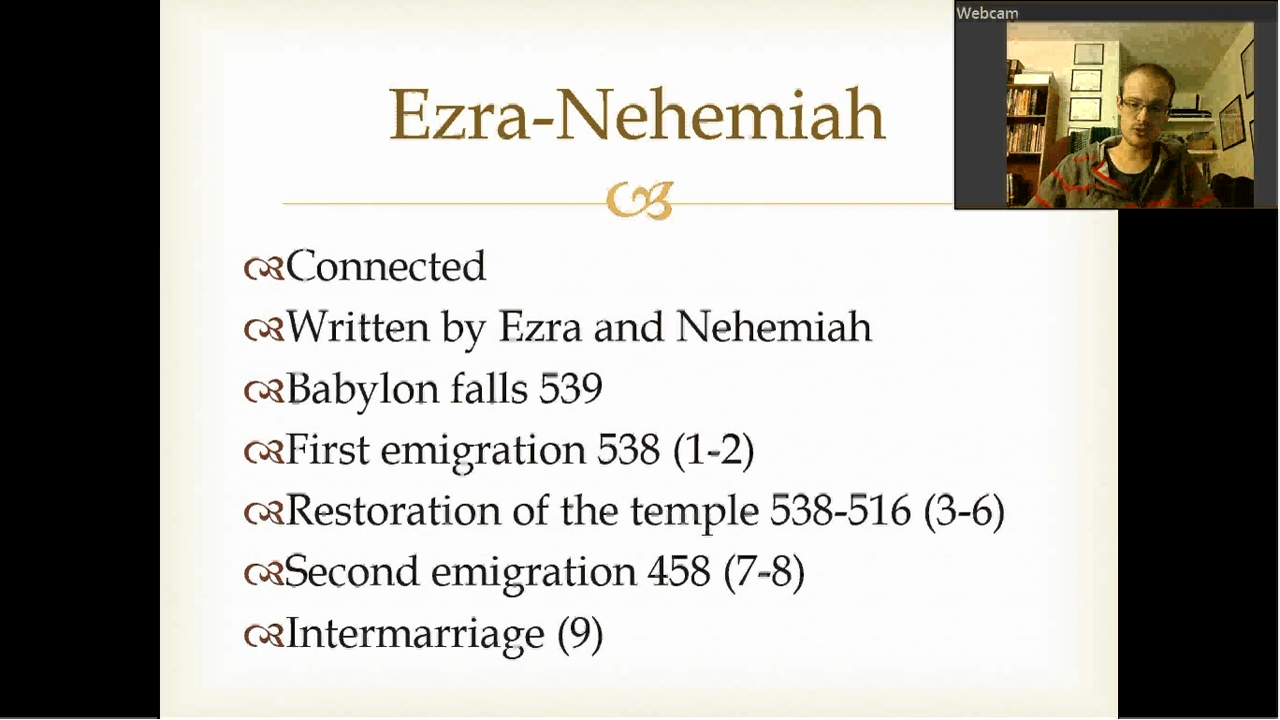 Webcam
Ezra-Nehemiah
Connected
Written by Ezra and Nehemiah
Babylon falls 539
First emigration 538 (1-2)
Restoration of the temple 538-516 (3-6)
Second emigration 458 (7-8)
Intermarriage (9)